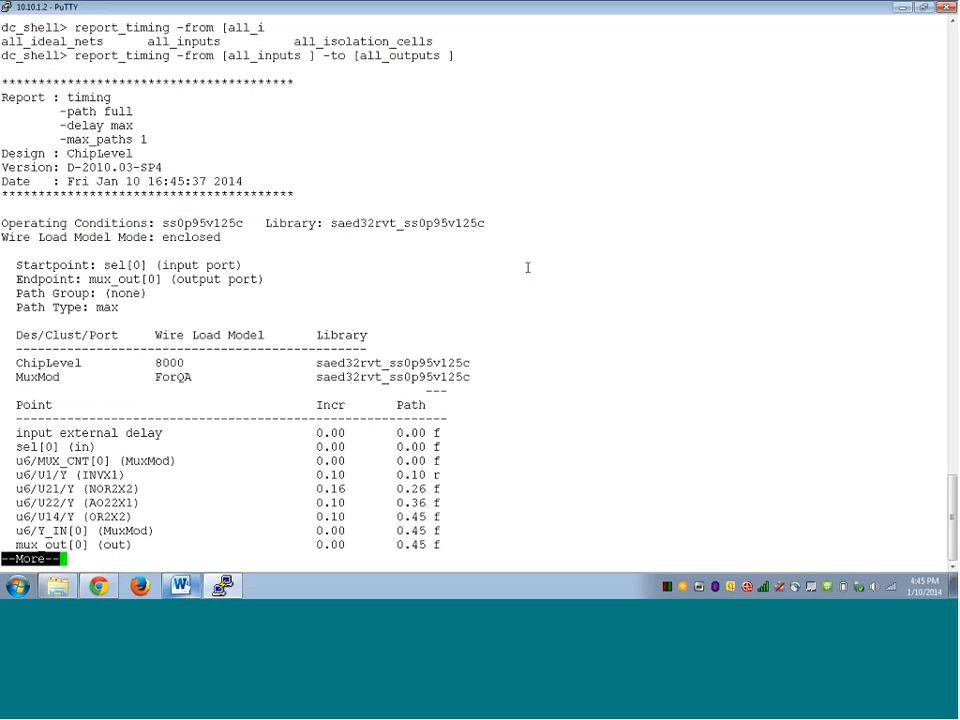 10.10.1.2 - PuTTY
dc_shell> report_timing -from [all_i
all_ideal_nets      all_inputs          all_isolation_cells
dc_shell> report_timing -from [all_inputs ] -to [all_outputs ]
****************************************
Report : timing
        -path full
        -delay max
        -max_paths 1
Design : ChipLevel
Version: D-2010.03-SP4
Date   : Fri Jan 10 16:45:37 2014
****************************************
Operating Conditions: ss0p95v125c   Library: saed32rvt_ss0p95v125c
Wire Load Model Mode: enclosed
  Startpoint: sel[0] (input port)
  Endpoint: mux_out[0] (output port)
  Path Group: (none)
  Path Type: max
  Des/Clust/Port     Wire Load Model       Library
  ------------------------------------------------
  ChipLevel          8000                  saed32rvt_ss0p95v125c
  MuxMod             ForQA                 saed32rvt_ss0p95v125c
                                                          ---
  Point                                    Incr       Path
  -----------------------------------------------------------
  input external delay                     0.00       0.00 f
  sel[0] (in)                              0.00       0.00 f
  u6/MUX_CNT[0] (MuxMod)                   0.00       0.00 f
  u6/U1/Y (INVX1)                          0.10       0.10 r
  u6/U21/Y (NOR2X2)                        0.16       0.26 f
  u6/U22/Y (AO22X1)                        0.10       0.36 f
  u6/U14/Y (OR2X2)                         0.10       0.45 f
  u6/Y_IN[0] (MuxMod)                      0.00       0.45 f
  mux_out[0] (out)                         0.00       0.45 f
--More--
4:45 PM
1/10/2014